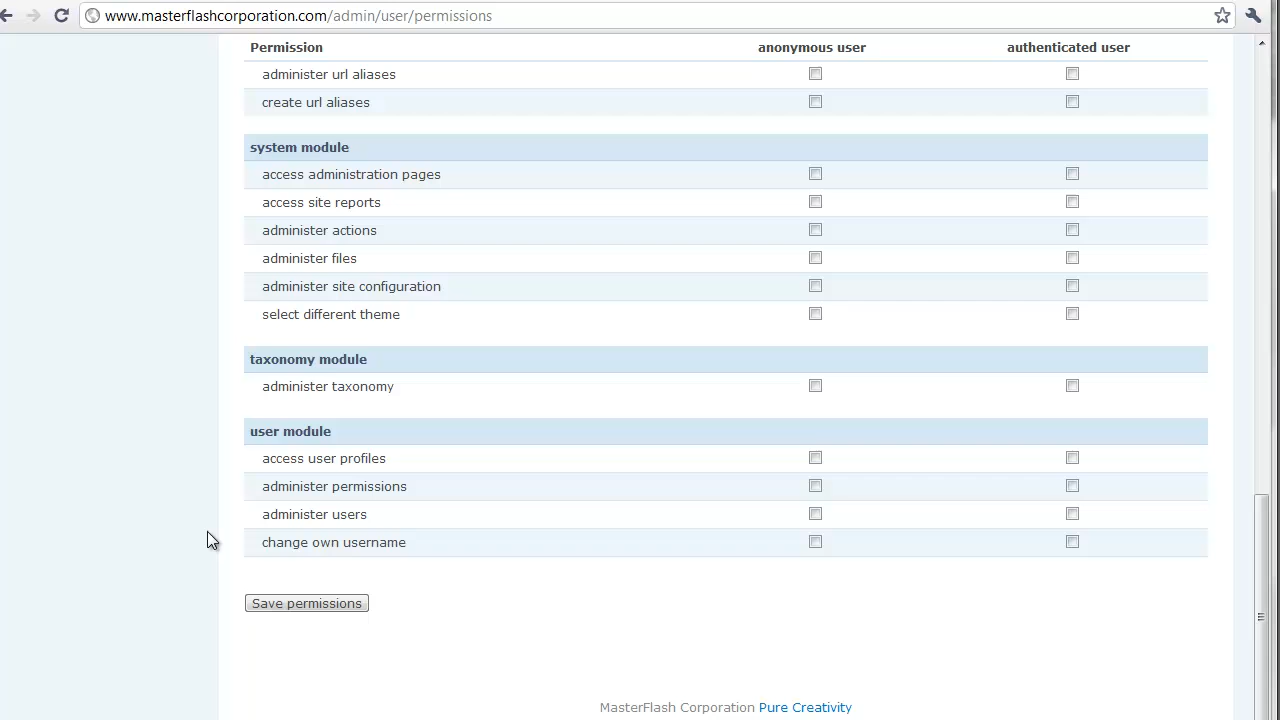 www.masterflashcorporation.com/admin/user/permissions
Permission anonymous user authenticated user
administer url aliases
create url aliases
system module
access administration pages
access site reports
administer actions
administer files
administer site configuration
select different theme
taxonomy module
administer taxonomy
user module
access user profiles
administer permissions
administer users
change own username
Save permissions
MasterFlash Corporation Pure Creativity